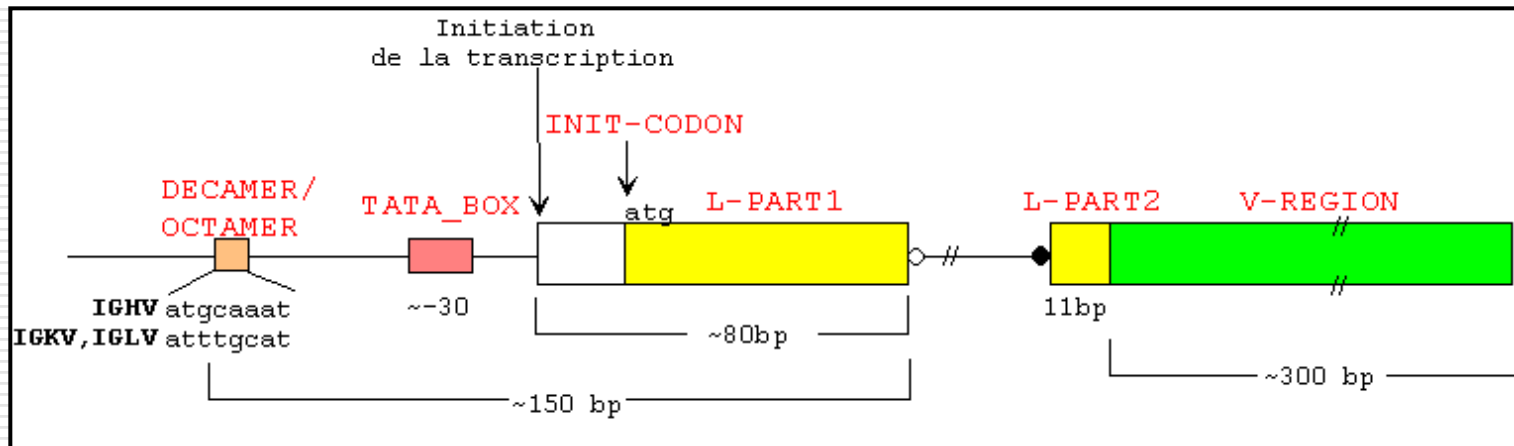 Initiation
de la transcription
INIT-CODON
DECAMER/
OCTAMER
TATA_BOX
atg
L-PART1
L-PART2
V-REGION
//
//
//
IGHV atgcaaat
IGKV,IGLV atttgcat
~-30
~80bp
11bp
~150 bp
~300 bp